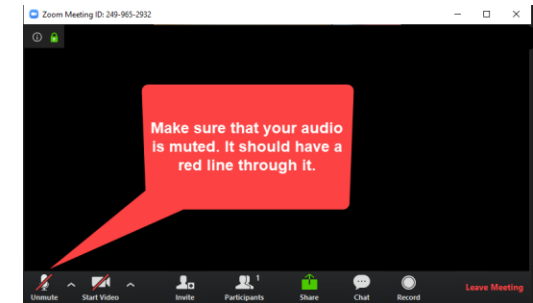 Zoom Meeting ID: 249-965-2932
Make sure that your audio
is muted. It should have a
red line through it.
1
Unmute Start Video Invite Participants Share Chat Record Leave Meeting